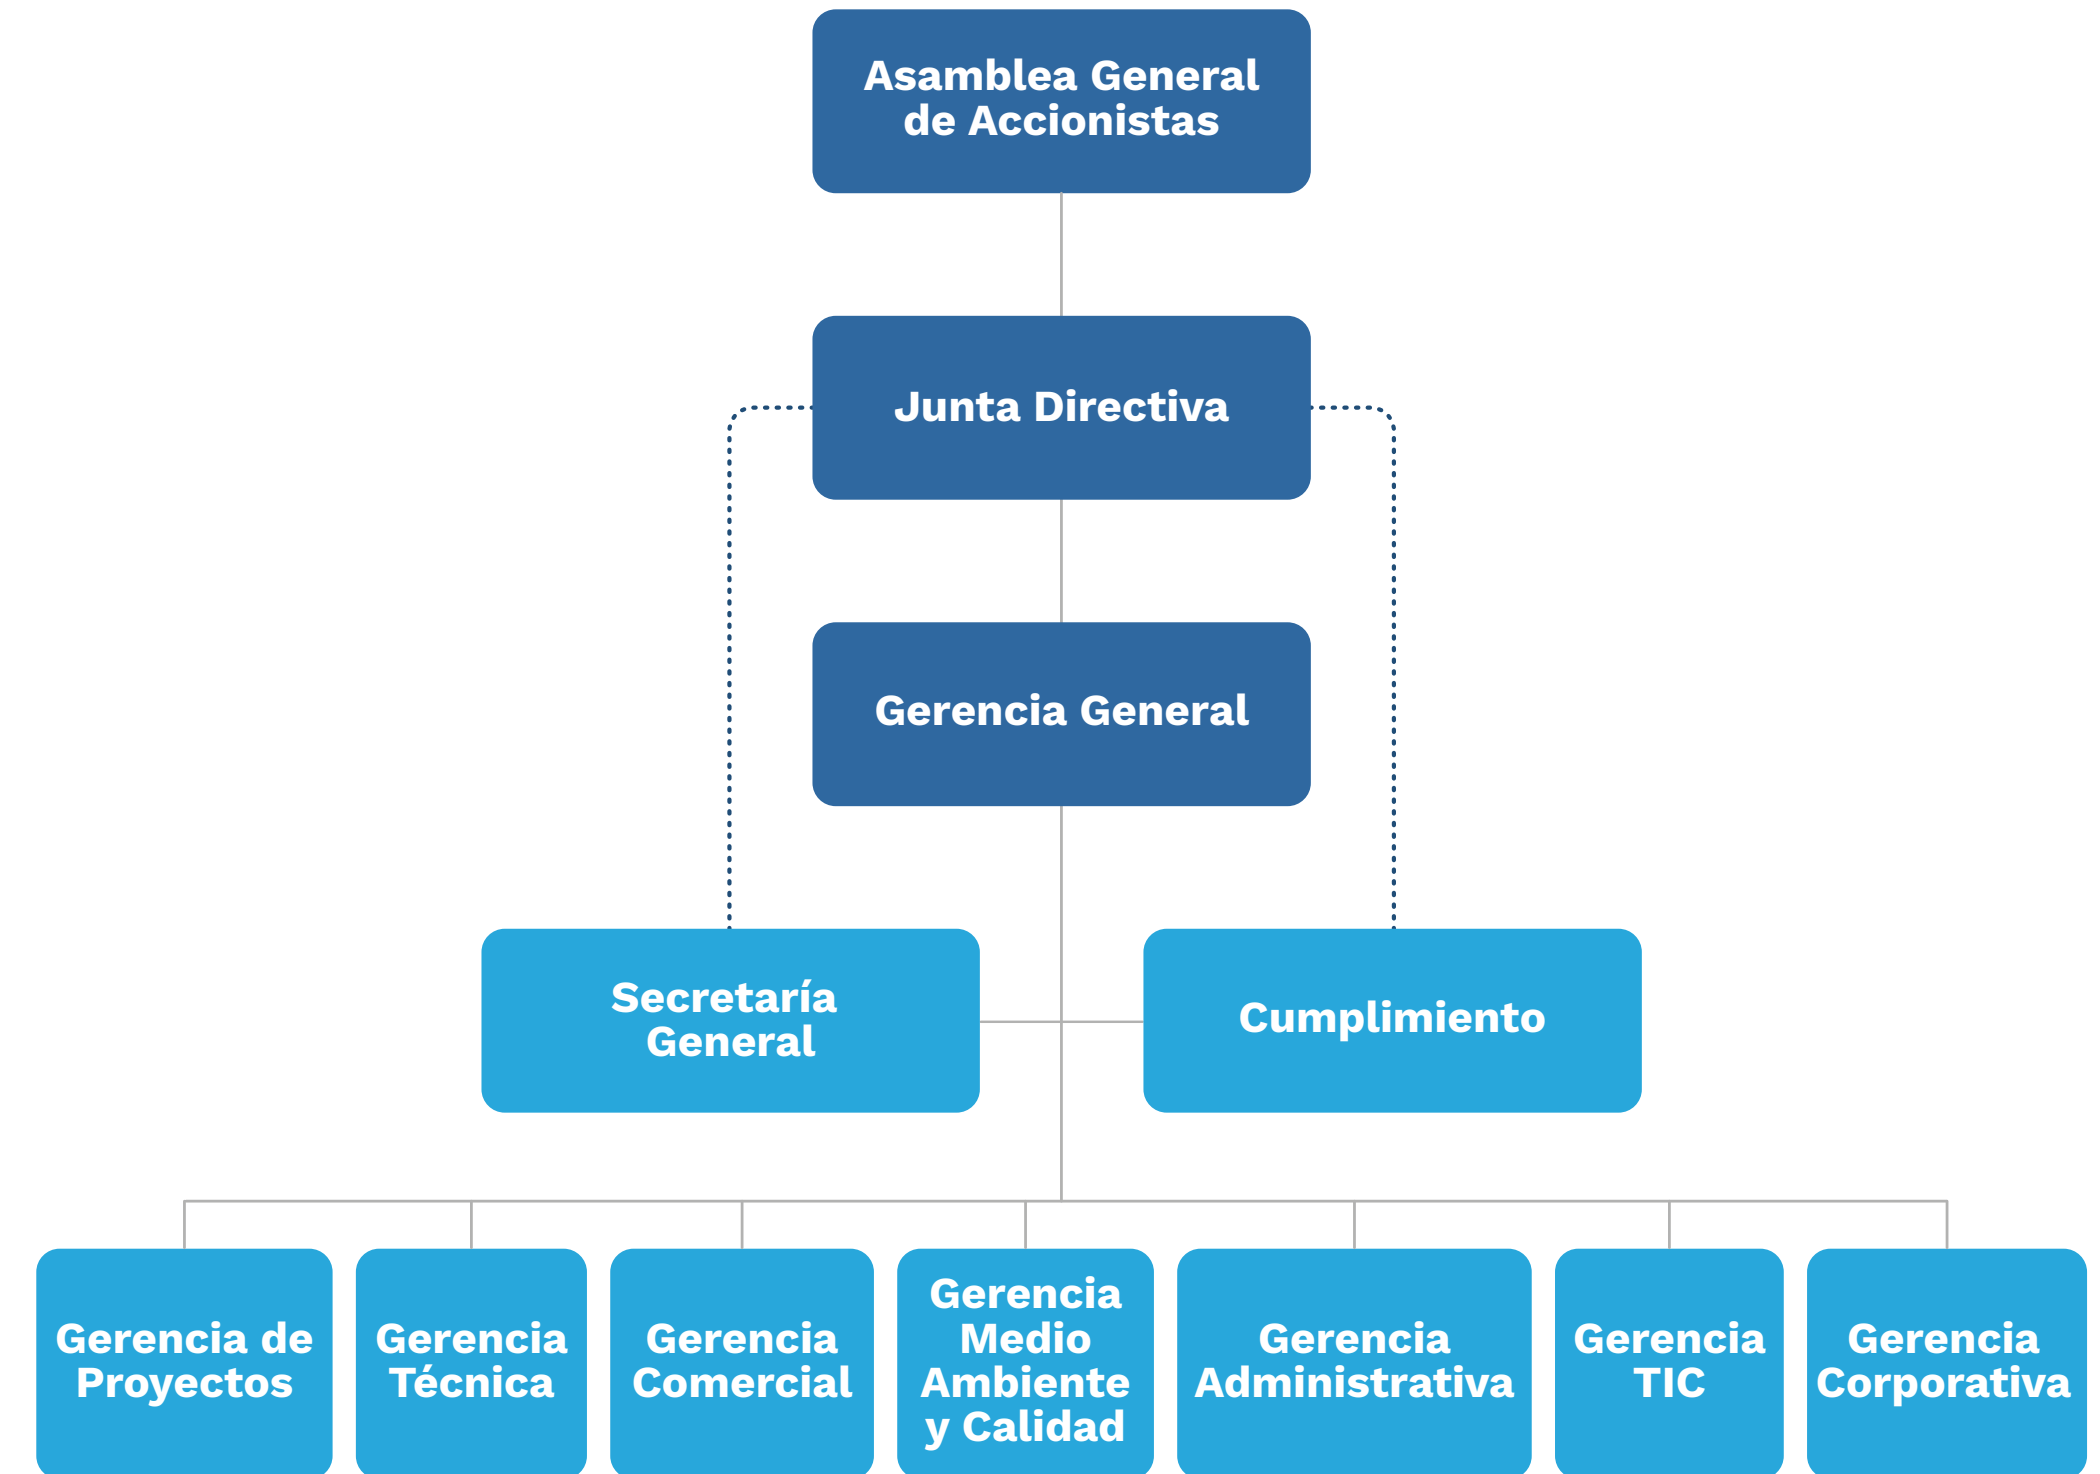 Asamblea General
de Accionistas
Junta Directiva
Gerencia General
Secretaría
General
Cumplimiento
Gerencia de
Proyectos
Gerencia
Técnica
Gerencia
Comercial
Gerencia
Medio
Ambiente
y Calidad
Gerencia
Administrativa
Gerencia
TIC
Gerencia
Corporativa